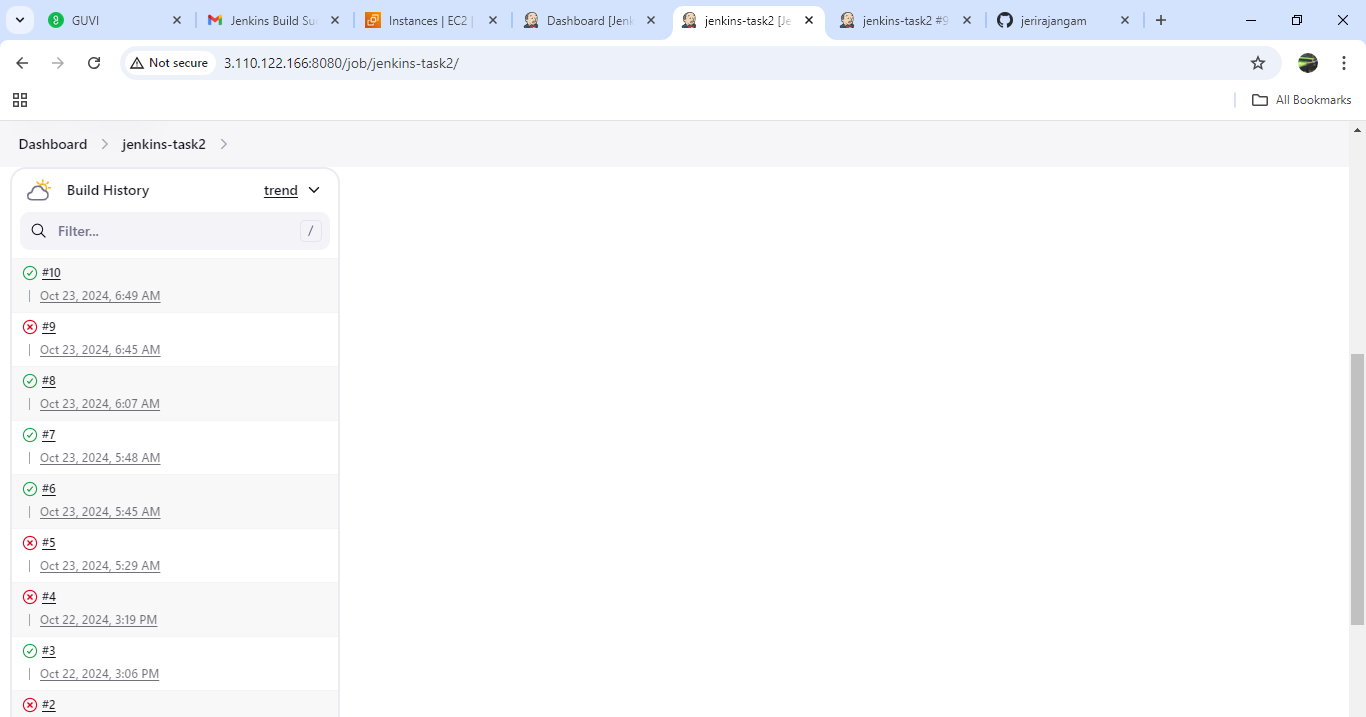 GUVI
Jenkins Build Su
Instances | EC2 |
Dashboard [Jenk
jenkins-task2 [Je
jenkins-task2 #9
jerirajangam
Not secure
3.110.122.166:8080/job/jenkins-task2/
All Bookmarks
Dashboard
jenkins-task2
Build History
trend
Filter...
/
#10
Oct 23, 2024, 6:49 AM
#9
Oct 23, 2024, 6:45 AM
#8
Oct 23, 2024, 6:07 AM
#7
Oct 23, 2024, 5:48 AM
#6
Oct 23, 2024, 5:45 AM
#5
Oct 23, 2024, 5:29 AM
#4
Oct 22, 2024, 3:19 PM
#3
Oct 22, 2024, 3:06 PM
#2